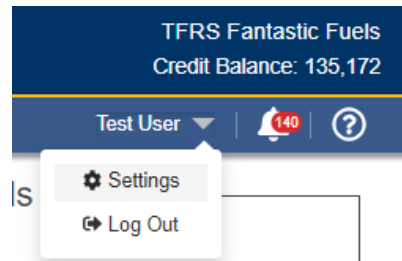 TFRS Fantastic Fuels
Credit Balance: 135,172
Test User
140
?
Settings
ls
Log Out